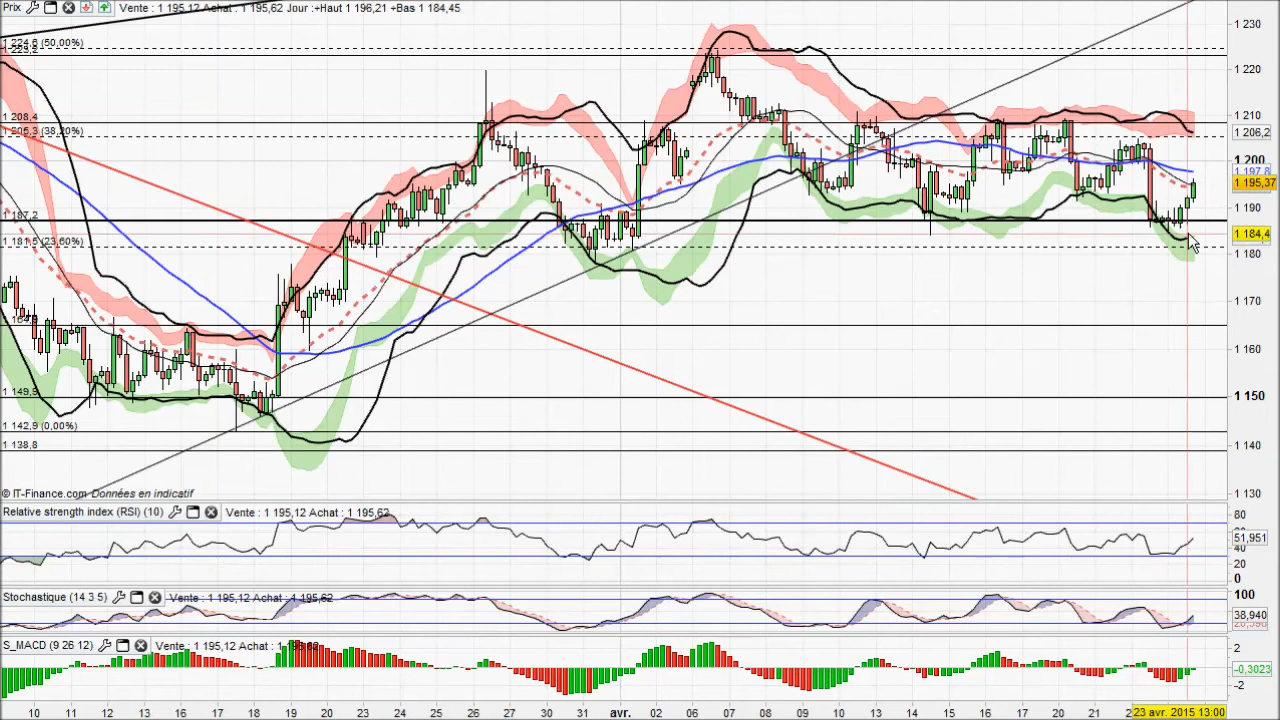 Prix Vente : 1 195,12 Achat : 1 195,62 Jour :+Haut 1 196,21 +Bas 1 184,45
1 230
1 224,6 (50,00%)
1 220
1 210
1 208,4
1 205,3 (38,20%)
1 206,2
1 200
1 197,8
1 195,37
1 190
1 187,2
1 184,4
1 181,5 (23,60%)
1 180
1 170
1 160
1 150
1 149,9
1 142,9 (0,00%)
1 140
1 138,8
1 130
© IT-Finance.com Données en indicatif
Relative strength index (RSI) (10) Vente : 1 195,12 Achat : 1 195,62
80
51,951
40
20
0
Stochastique (14 3 5) Vente : 1 195,12 Achat : 1 195,62
100
38,940
S_MACD (9 26 12) Vente : 1 195,12 Achat : 1 195,62
2
-0,3023
-2
10 11 12 13 16 17 18 19 20 23 24 25 26 27 30 31 avr. 02 06 07 08 09 10 13 14 15 16 17 20 21 23 avr. 2015 13:00